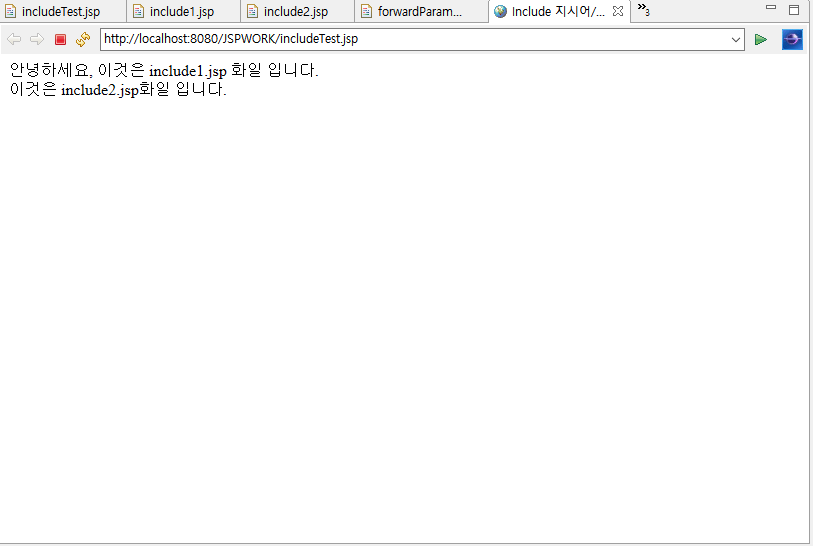 includeTest.jsp include1.jsp include2.jsp forwardParam... Include 지시어/... »3
http://localhost:8080/JSPWORK/includeTest.jsp
안녕하세요, 이것은 include1.jsp 화일 입니다.
이것은 include2.jsp화일 입니다.